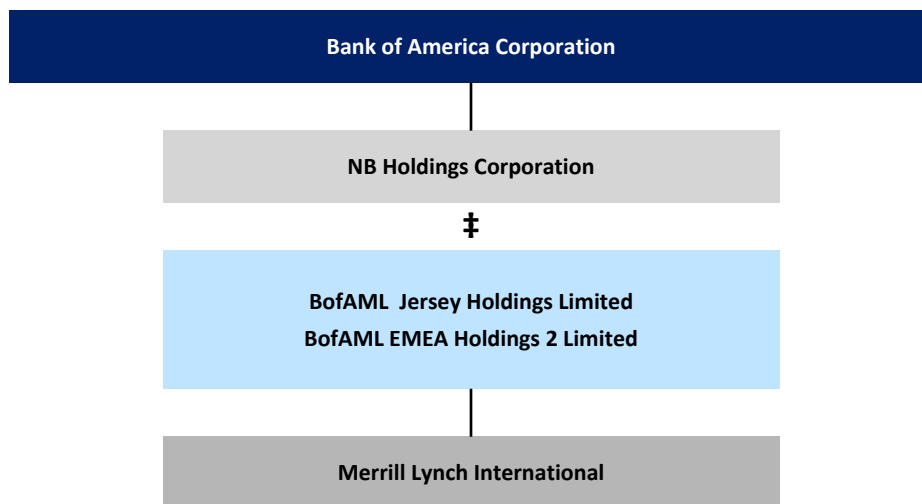 Bank of America Corporation
NB Holdings Corporation
‡
BofAML Jersey Holdings Limited
BofAML EMEA Holdings 2 Limited
Merrill Lynch International